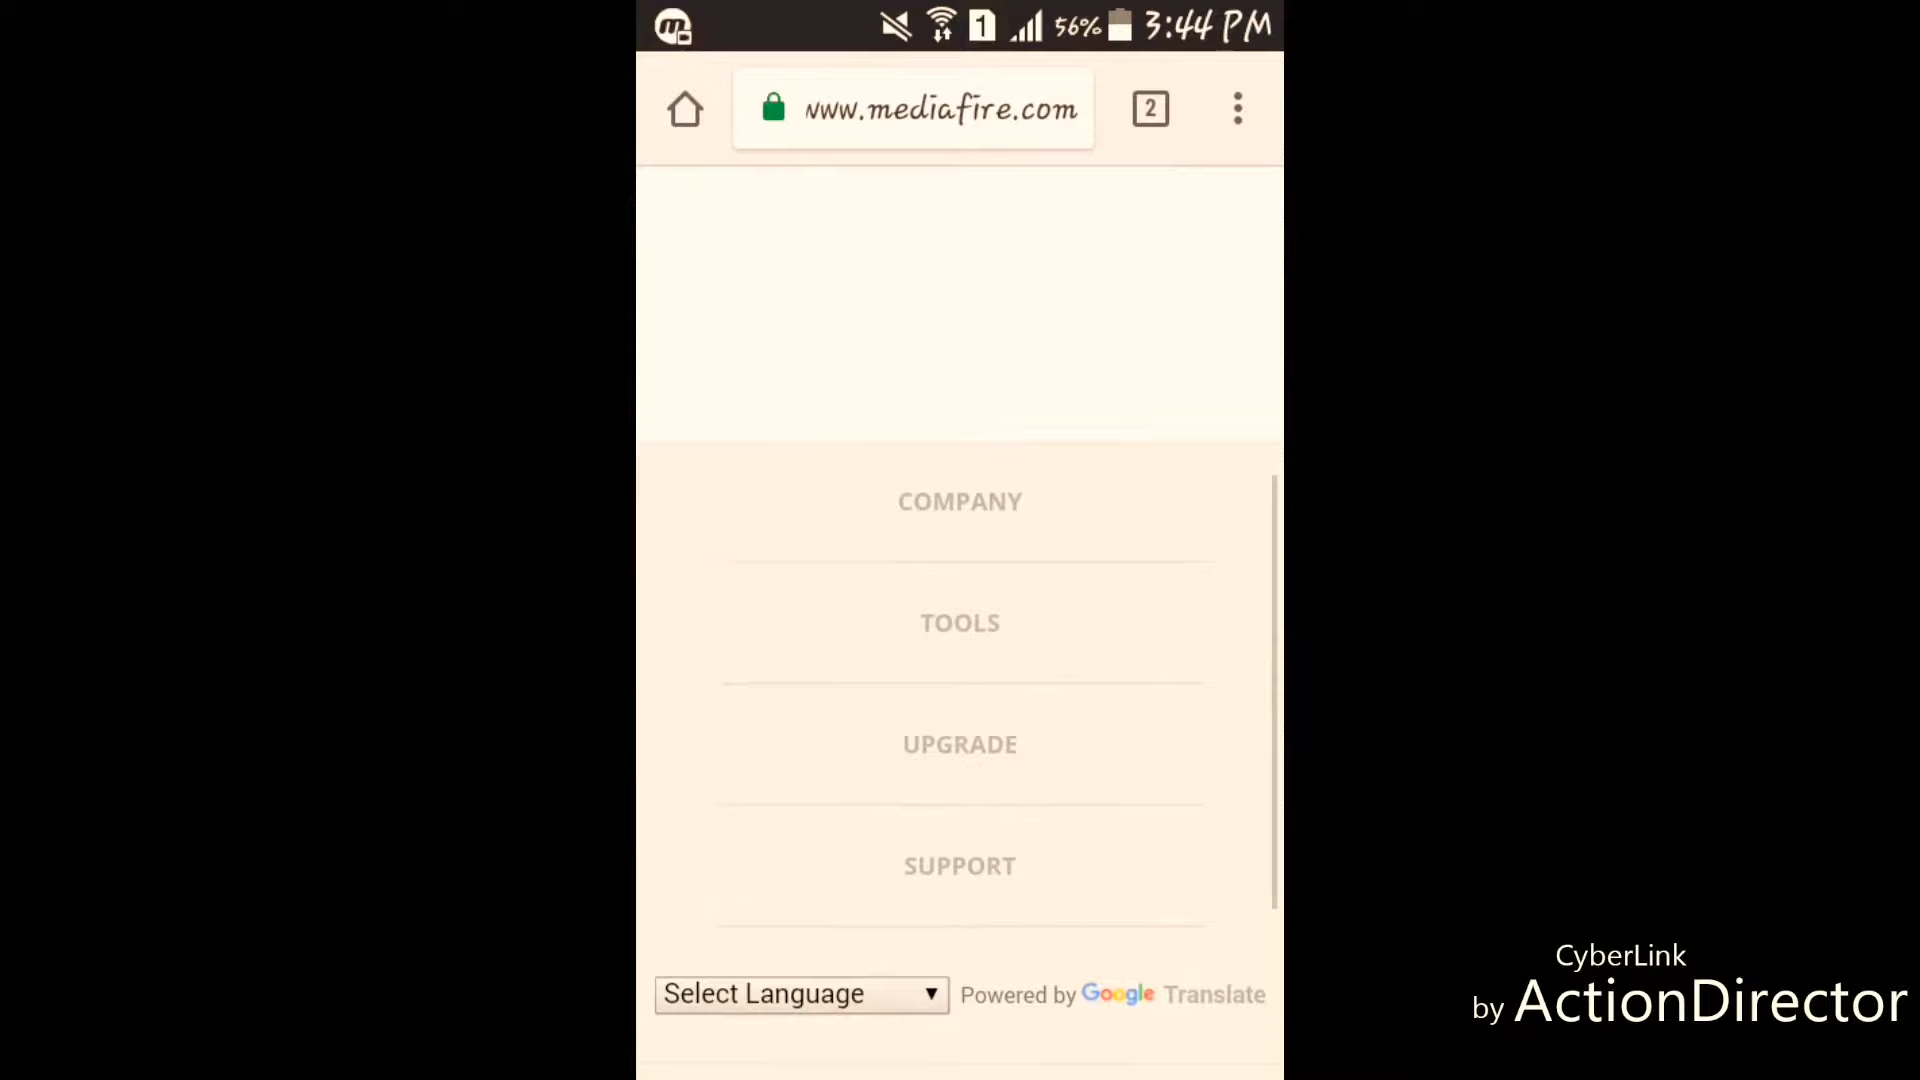 1 56% 3:44 PM
www.mediafire.com 2
COMPANY
TOOLS
UPGRADE
SUPPORT
Select Language Powered by Google Translate
CyberLink
by ActionDirector